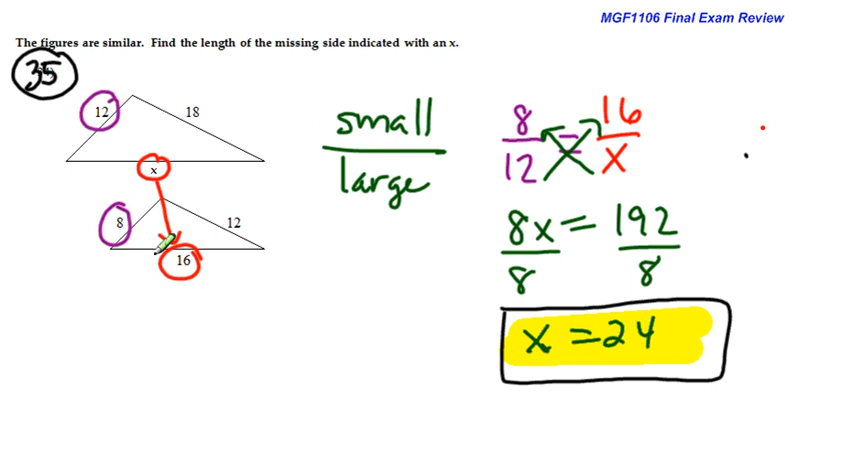 MGF1106 Final Exam Review
The figures are similar. Find the length of the missing side indicated with an x.
35
12
18
x
8
12
16
small
large
8/12 = 16/x
8x = 192
8 8
x = 24